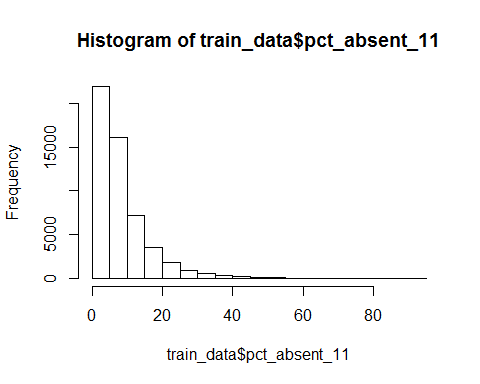 Histogram of train_data$pct_absent_11
Frequency
15000
5000
0
0 20 40 60 80
train_data$pct_absent_11